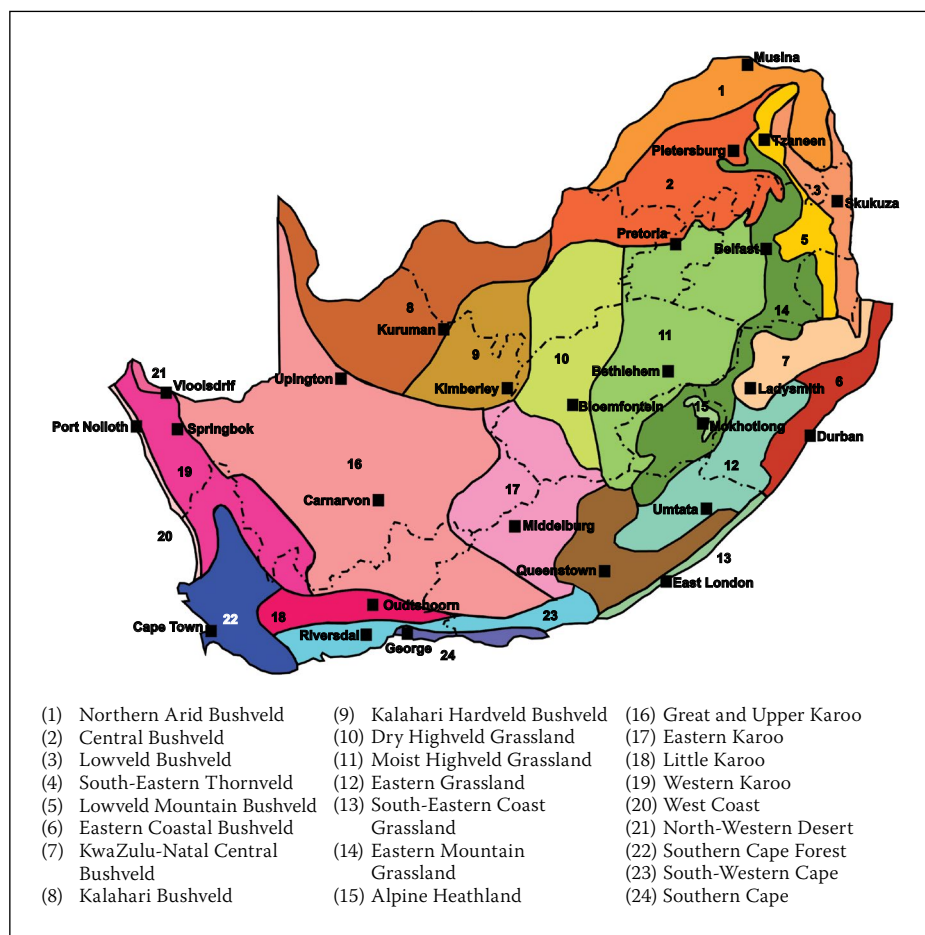 Musina
1
Tzaneen
Pietersburg
2
3
Skukuza
Pretoria
Belfast
5
8
Kuruman
14
9
11
10
7
21
Vloolsdrif
Upington
Kimberley
Bethlehem
Ladysmith
6
Bloemfontein
15
Port Nolloth
Springbok
Mokhotlong
Durban
16
19
12
17
Carnarvon
Umtata
20
Middelburg
13
Queenstown
East London
Oudtshoorn
18
22
23
Cape Town
Riversdal
George
24
(1) Northern Arid Bushveld
(2) Central Bushveld
(3) Lowveld Bushveld
(4) South-Eastern Thornveld
(5) Lowveld Mountain Bushveld
(6) Eastern Coastal Bushveld
(7) KwaZulu-Natal Central
Bushveld
(8) Kalahari Bushveld
(9) Kalahari Hardveld Bushveld
(10) Dry Highveld Grassland
(11) Moist Highveld Grassland
(12) Eastern Grassland
(13) South-Eastern Coast
Grassland
(14) Eastern Mountain
Grassland
(15) Alpine Heathland
(16) Great and Upper Karoo
(17) Eastern Karoo
(18) Little Karoo
(19) Western Karoo
(20) West Coast
(21) North-Western Desert
(22) Southern Cape Forest
(23) South-Western Cape
(24) Southern Cape